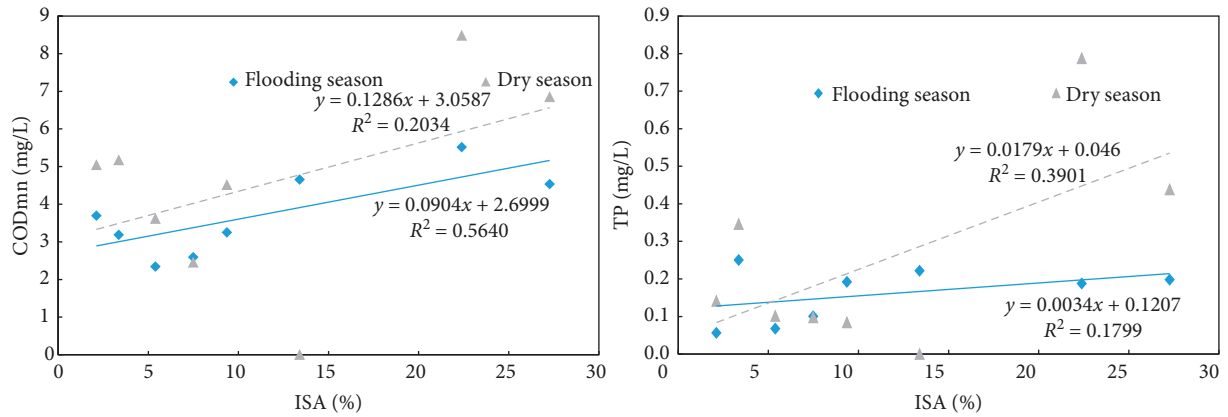 9
8
7
6
5
4
3
2
1
0
CODmn (mg/L)
Flooding season
Dry season
y = 0.1286x + 3.0587
R² = 0.2034
y = 0.0904x + 2.6999
R² = 0.5640
0 5 10 15 20 25 30
ISA (%)
0.9
0.8
0.7
0.6
0.5
0.4
0.3
0.2
0.1
0.0
TP (mg/L)
Flooding season
Dry season
y = 0.0179x + 0.046
R² = 0.3901
y = 0.0034x + 0.1207
R² = 0.1799
0 5 10 15 20 25 30
ISA (%)